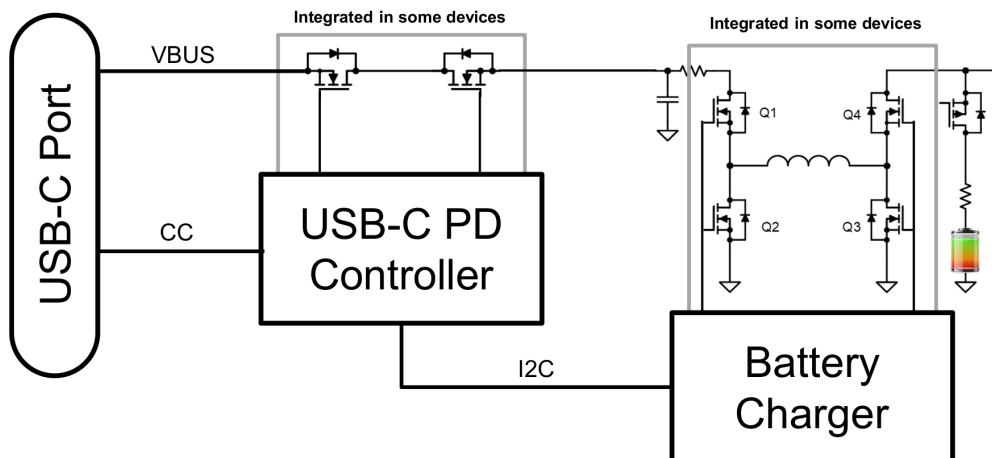 Integrated in some devices
Integrated in some devices
VBUS
USB-C Port
Q1
Q4
CC
USB-C PD
Controller
Q2
Q3
I2C
Battery
Charger